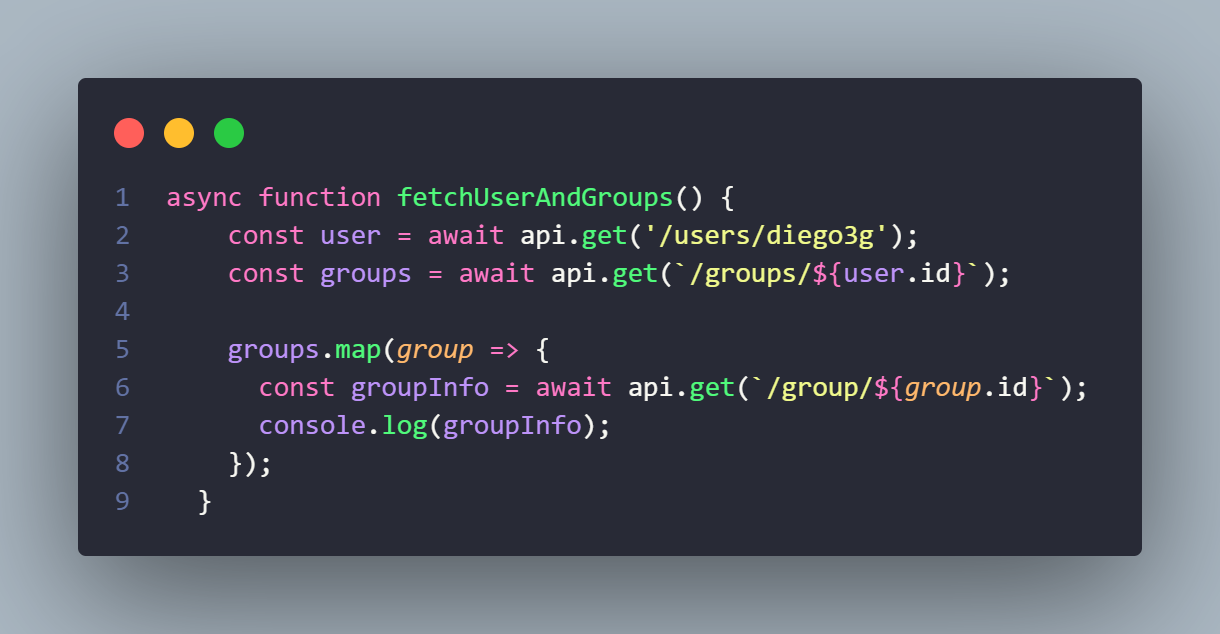 1 async function fetchUserAndGroups() {
2     const user = await api.get('/users/diego3g');
3     const groups = await api.get(`/groups/${user.id}`);
4
5     groups.map(group => {
6       const groupInfo = await api.get(`/group/${group.id}`);
7       console.log(groupInfo);
8     });
9   }